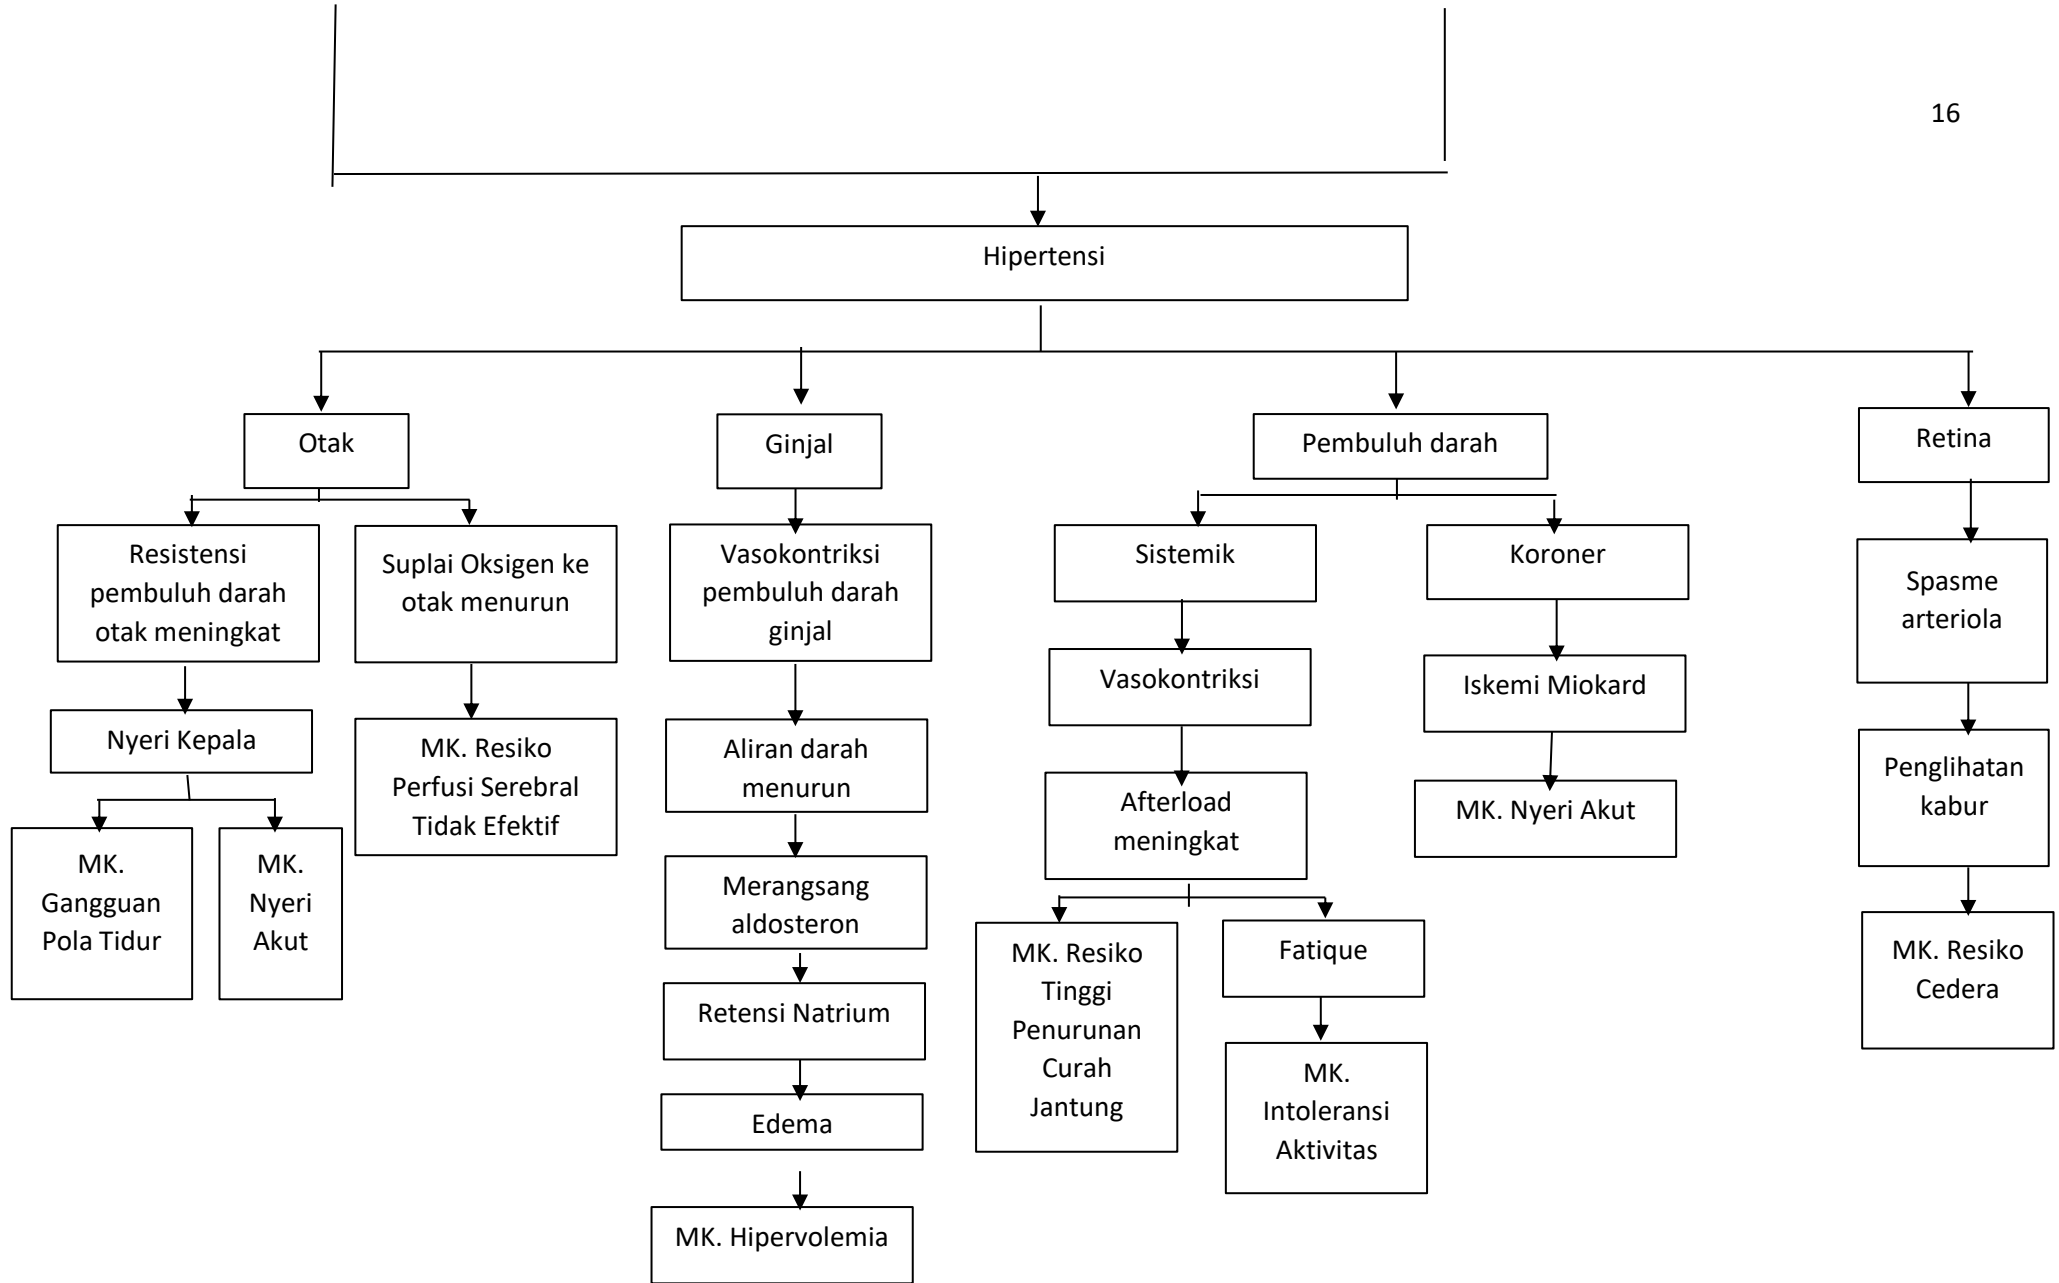 16
Hipertensi
Otak
Ginjal
Pembuluh darah
Retina
Resistensi
pembuluh darah
otak meningkat
Suplai Oksigen ke
otak menurun
Vasokontriksi
pembuluh darah
ginjal
Sistemik
Koroner
Spasme
arteriola
Nyeri Kepala
MK. Resiko
Perfusi Serebral
Tidak Efektif
Aliran darah
menurun
Vasokontriksi
Iskemi Miokard
Penglihatan
kabur
MK.
Gangguan
Pola Tidur
MK.
Nyeri
Akut
Merangsang
aldosteron
Afterload
meningkat
MK. Nyeri Akut
MK. Resiko
Cedera
Retensi Natrium
MK. Resiko
Tinggi
Penurunan
Curah
Jantung
Fatique
Edema
MK.
Intoleransi
Aktivitas
MK. Hipervolemia